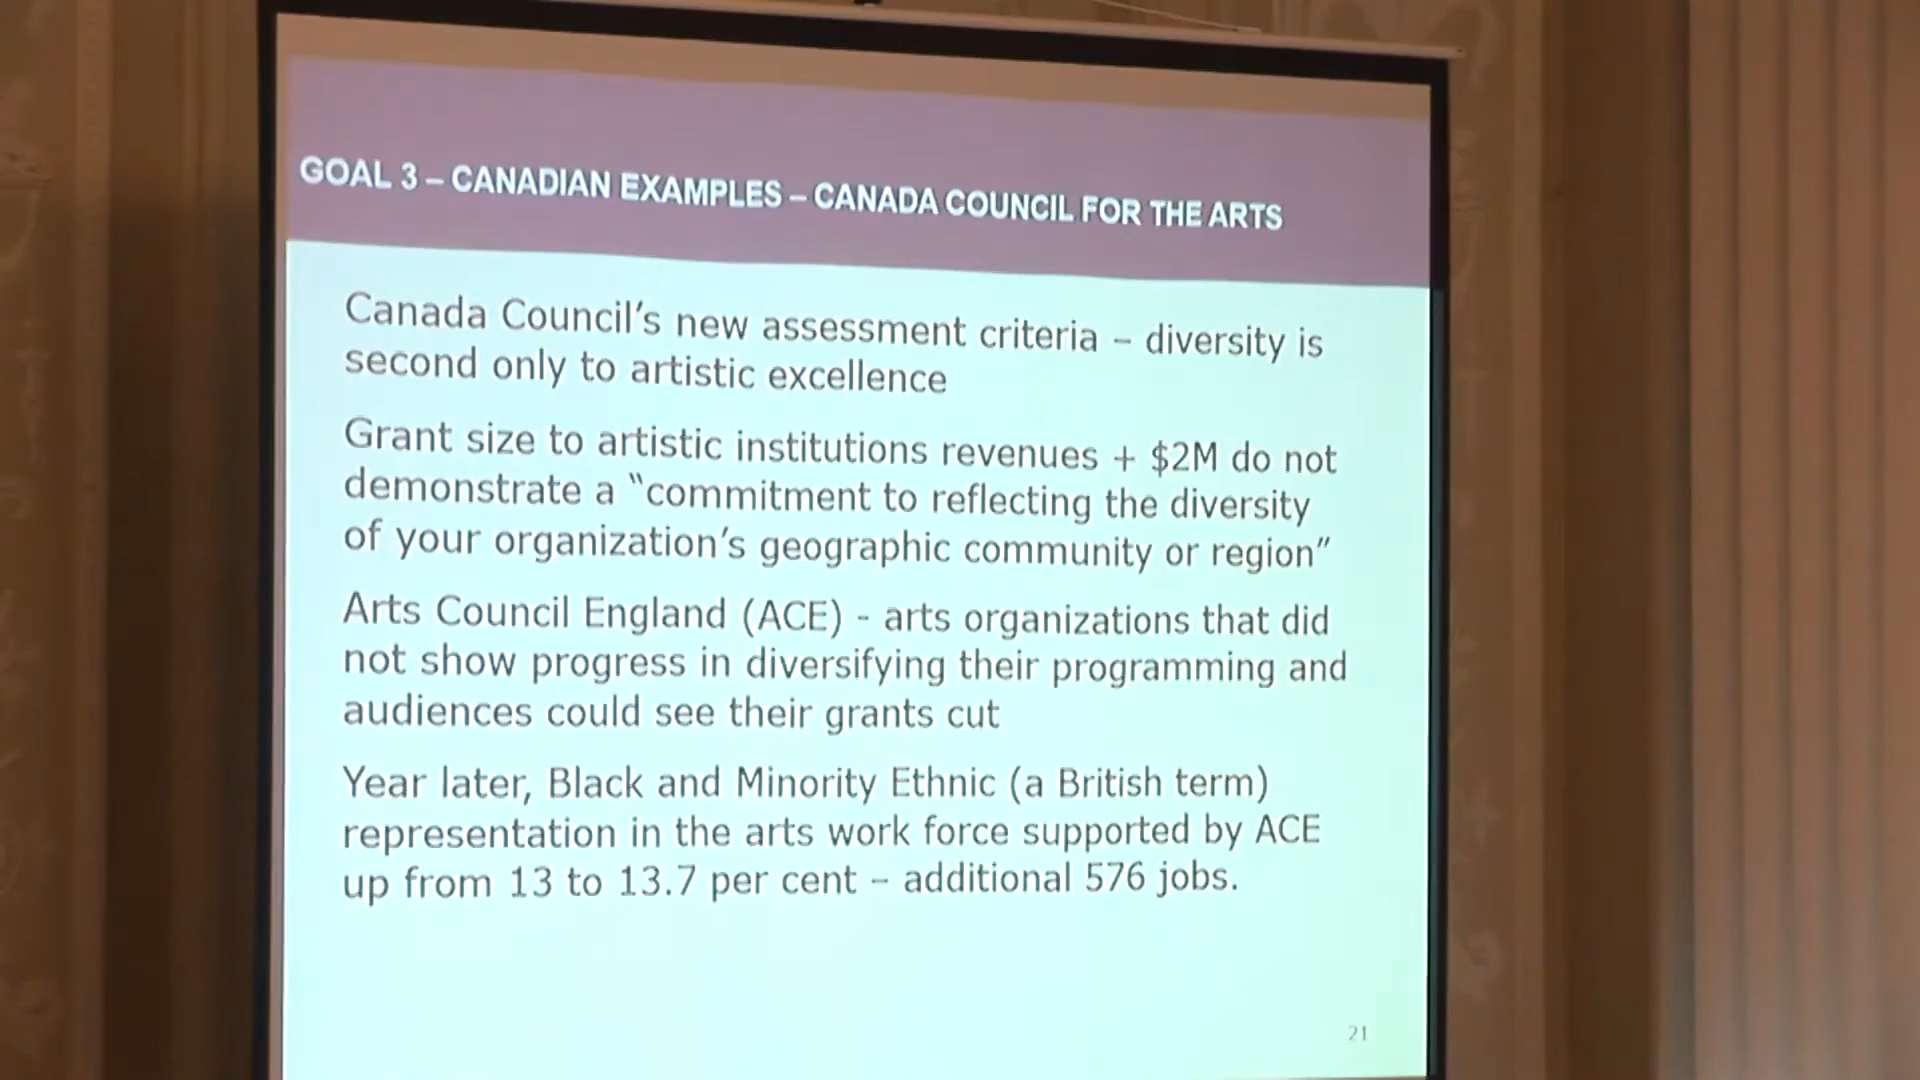 GOAL 3 – CANADIAN EXAMPLES – CANADA COUNCIL FOR THE ARTS
Canada Council’s new assessment criteria – diversity is
second only to artistic excellence
Grant size to artistic institutions revenues + $2M do not
demonstrate a “commitment to reflecting the diversity
of your organization’s geographic community or region”
Arts Council England (ACE) - arts organizations that did
not show progress in diversifying their programming and
audiences could see their grants cut
Year later, Black and Minority Ethnic (a British term)
representation in the arts work force supported by ACE
up from 13 to 13.7 per cent – additional 576 jobs.
21